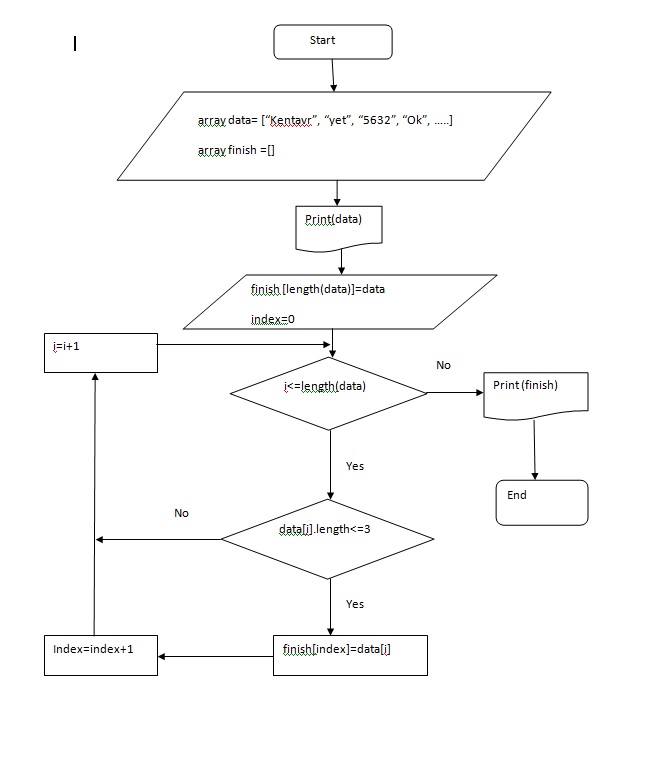 Start
array data= [“Kentavr”, “yet”, “5632”, “Ok”, .....]
array finish =[]
Print(data)
finish [length(data)]=data
index=0
i=i+1
i<=length(data)
No
Print (finish)
Yes
End
No
data[i].length<=3
Yes
Index=index+1
finish[index]=data[i]